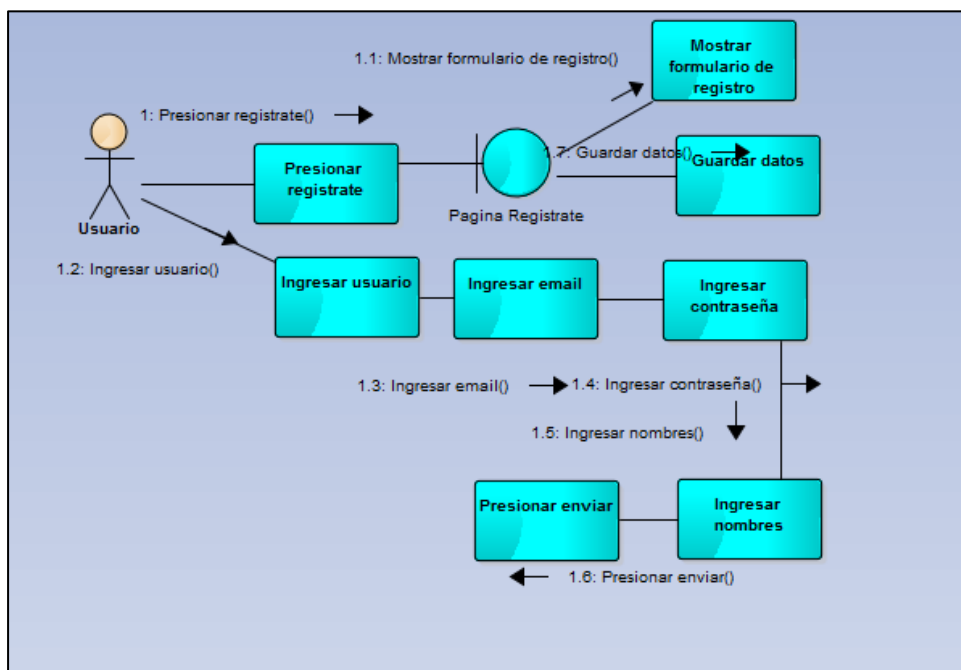 1.1: Mostrar formulario de registro()
Mostrar
formulario de
registro
1: Presionar registrate()
Presionar
registrate
1.7: Guardar datos()
Guardar datos
Pagina Registrate
Usuario
1.2: Ingresar usuario()
Ingresar usuario
Ingresar email
Ingresar
contraseña
1.3: Ingresar email()
1.4: Ingresar contraseña()
1.5: Ingresar nombres()
Presionar enviar
Ingresar
nombres
1.6: Presionar enviar()